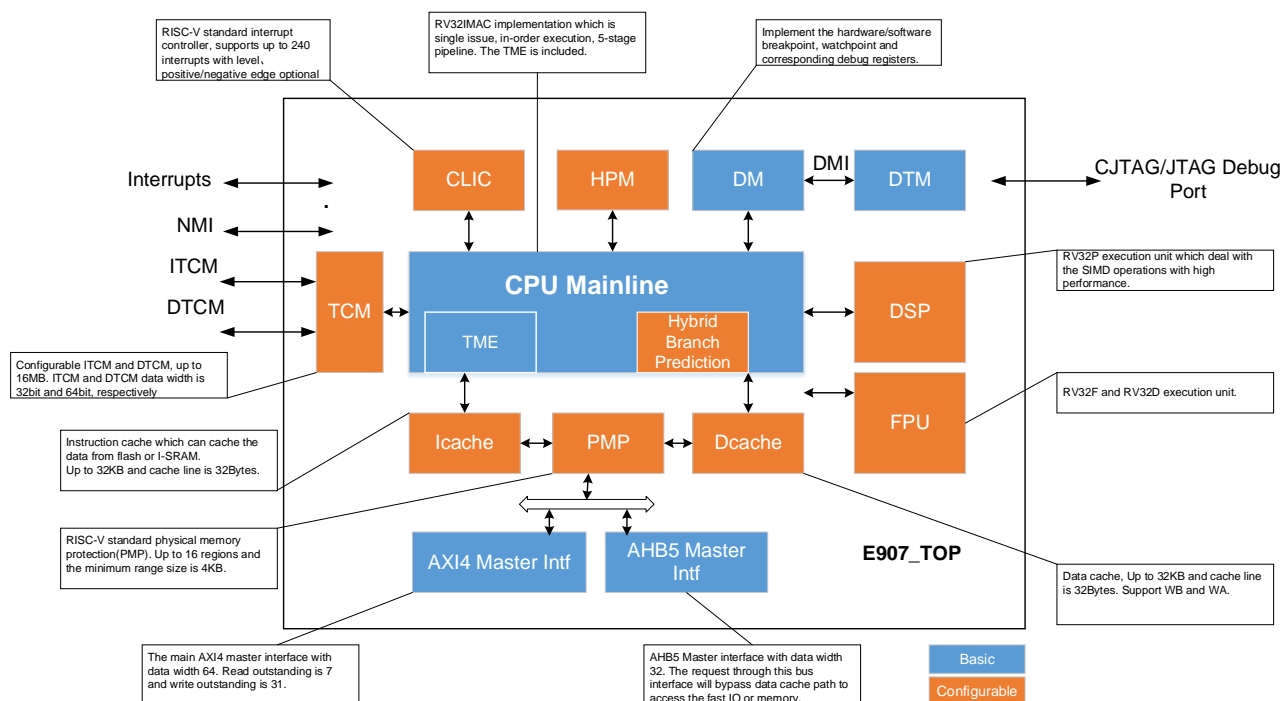 RISC-V standard interrupt
controller, supports up to 240
interrupts with level、
positive/negative edge optional
RV32IMAC implementation which is
single issue, in-order execution, 5-stage
pipeline. The TME is included.
Implement the hardware/software
breakpoint, watchpoint and
corresponding debug registers.
Interrupts
.
NMI
ITCM
DTCM
CLIC
HPM
DM
DMI
DTM
CJTAG/JTAG Debug
Port
TCM
CPU Mainline
TME
Hybrid
Branch
Prediction
DSP
FPU
RV32P execution unit which deal with
the SIMD operations with high
performance.
RV32F and RV32D execution unit.
Configurable ITCM and DTCM, up to
16MB. ITCM and DTCM data width is
32bit and 64bit, respectively
Instruction cache which can cache the
data from flash or I-SRAM.
Up to 32KB and cache line is 32Bytes.
Icache
PMP
Dcache
RISC-V standard physical memory
protection(PMP). Up to 16 regions and
the minimum range size is 4KB.
AXI4 Master Intf
AHB5 Master
Intf
E907_TOP
Data cache, Up to 32KB and cache line
is 32Bytes. Support WB and WA.
The main AXI4 master interface with
data width 64. Read outstanding is 7
and write outstanding is 31.
AHB5 Master interface with data width
32. The request through this bus
interface will bypass data cache path to
access the fast IO or memory.
Basic
Configurable